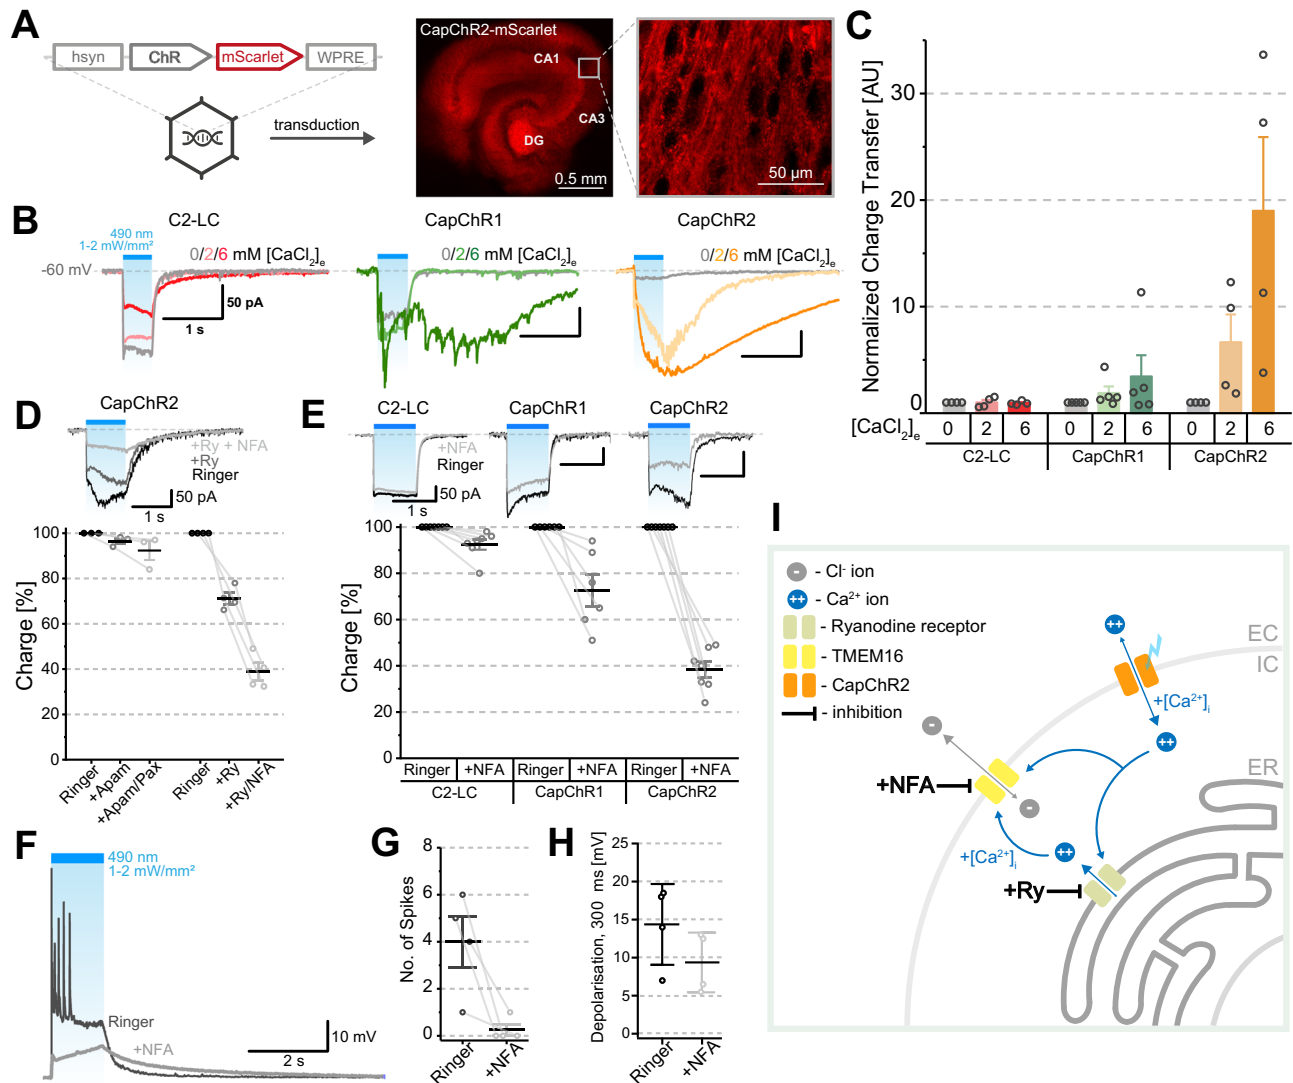 A
hsyn
ChR
mScarlet
WPRE
transduction
CapChR2-mScarlet
CA1
CA3
DG
0.5 mm
50 µm
B
C2-LC
490 nm
1-2 mW/mm²
0/2/6 mM [CaCl₂]ₑ
-60 mV
50 pA
1 s
CapChR1
0/2/6 mM [CaCl₂]ₑ
CapChR2
0/2/6 mM [CaCl₂]ₑ
C
Normalized Charge Transfer [AU]
30
20
10
0
[CaCl₂]ₑ
0 2 6 0 2 6 0 2 6
C2-LC CapChR1 CapChR2
D
CapChR2
+Ry + NFA
+Ry
Ringer
50 pA
1 s
Charge [%]
100
80
60
40
20
0
Ringer
+Apam
+Apam/Pax
Ringer
+Ry
+Ry/NFA
E
C2-LC
CapChR1
CapChR2
+NFA
Ringer
50 pA
1 s
Charge [%]
100
80
60
40
20
0
Ringer +NFA Ringer +NFA Ringer +NFA
C2-LC CapChR1 CapChR2
F
490 nm
1-2 mW/mm²
Ringer
+NFA
10 mV
2 s
G
No. of Spikes
8
6
4
2
0
Ringer
+NFA
H
Depolarisation, 300 ms [mV]
25
20
15
10
5
0
Ringer
+NFA
I
- - Cl⁻ ion
++ - Ca²⁺ ion
- Ryanodine receptor
- TMEM16
- CapChR2
- inhibition
++
EC
IC
+[Ca²⁺]ᵢ
++
-
ER
+NFA
-
+[Ca²⁺]ᵢ
++
+Ry